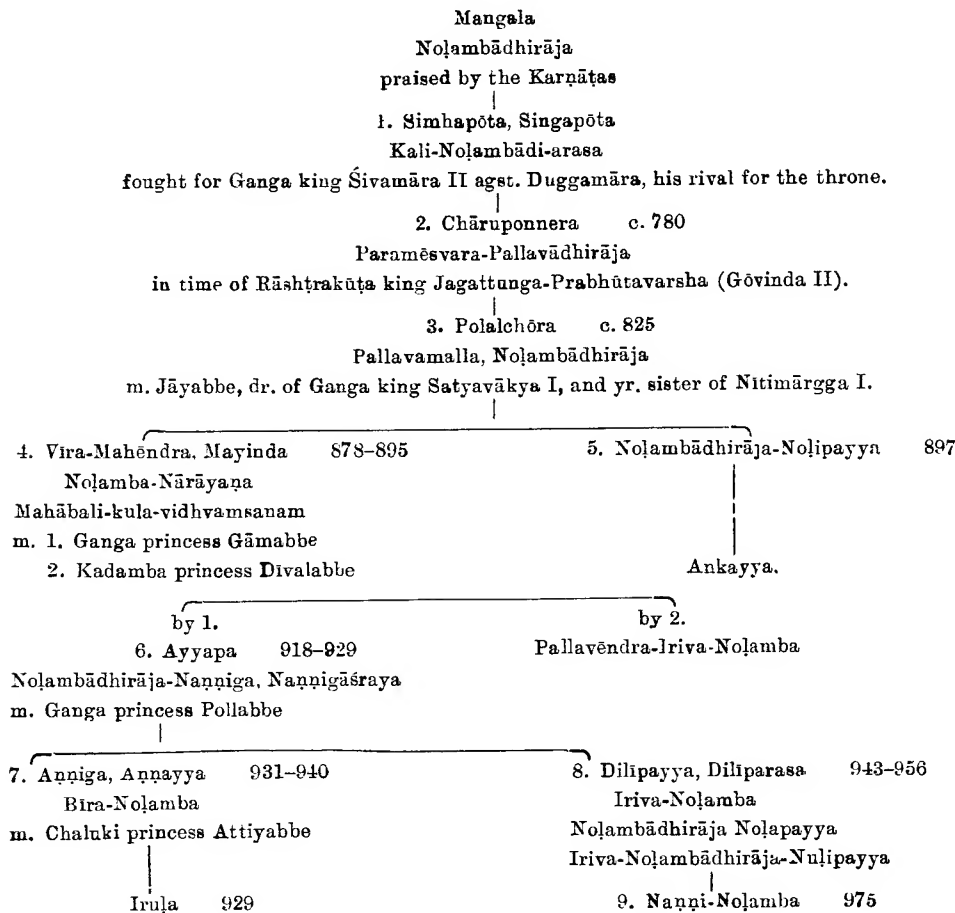 Mangala
Noḷambādhirāja
praised by the Karṇāṭas
1. Simhapōta, Singapōta
Kali-Noḷambādi-arasa
fought for Ganga king Śivamāra II agst. Duggamāra, his rival for the throne.
2. Chāruponnera c. 780
Paramēsvara-Pallavādhirāja
in time of Rāshṭrakūṭa king Jagattunga-Prabhūtavarsha (Gōvinda II).
3. Polalchōra c. 825
Pallavamalla, Noḷambādhirāja
m. Jāyabbe, dr. of Ganga king Satyavākya I, and yr. sister of Nītimārgga I.
4. Vīra-Mahēndra, Mayinda 878-895 5. Noḷambādhirāja-Noḷipayya 897
Noḷamba-Nārāyaṇa
Mahābali-kula-vidhvamsanam
m. 1. Ganga princess Gāmabbe
2. Kadamba princess Dīvalabbe Ankayya.
by 1. by 2.
6. Ayyapa 918-929 Pallavēndra-Iriva-Noḷamba
Noḷambādhirāja-Naṇṇiga, Naṇṇigāśraya
m. Ganga princess Pollabbe
7. Aṇṇiga, Aṇṇayya 931-940 8. Dilīpayya, Dilīparasa 943-956
Bīra-Noḷamba Iriva-Noḷamba
m. Chaluki princess Attiyabbe Noḷambādhirāja Noḷapayya
Iriva-Noḷambādhirāja-Nuḷipayya
Iruḷa 929 9. Naṇṇi-Noḷamba 975